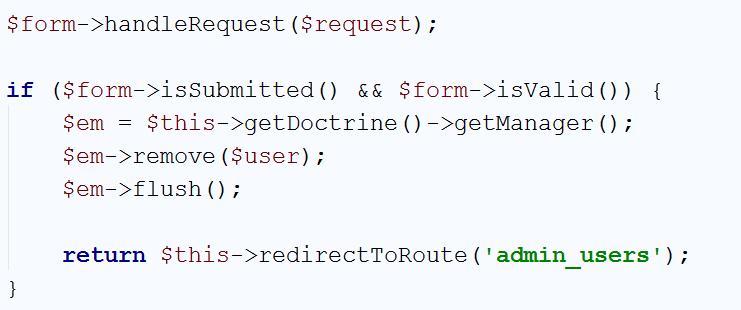 $form->handleRequest($request);
if ($form->isSubmitted() && $form->isValid()) {
$em = $this->getDoctrine()->getManager();
$em->remove($user);
$em->flush();
return $this->redirectToRoute('admin_users');
}